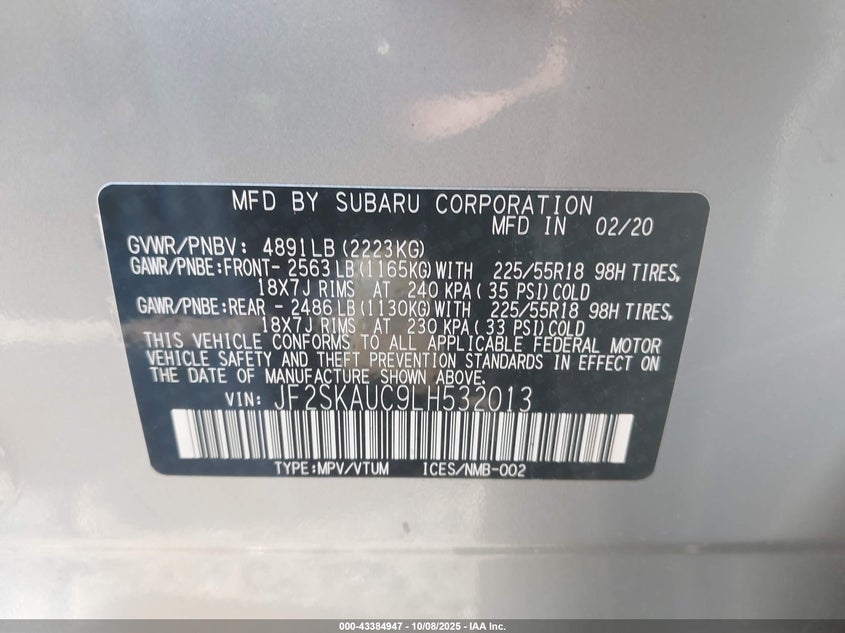 MFD BY SUBARU CORPORATION
MFD IN 02/20
GVWR/PNBV: 4891LB (2223KG)
GAWR/PNBE:FRONT- 2563 LB (1165KG) WITH 225/55R18 98H TIRES,
18X7J RIMS AT 240 KPA ( 35 PSI) COLD
GAWR/PNBE:REAR - 2486 LB (1130KG) WITH 225/55R18 98H TIRES,
18X7J RIMS AT 230 KPA ( 33 PSI) COLD
THIS VEHICLE CONFORMS TO ALL APPLICABLE FEDERAL MOTOR
VEHICLE SAFETY AND THEFT PREVENTION STANDARDS IN EFFECT ON
THE DATE OF MANUFACTURE SHOWN ABOVE.
VIN: JF2SKAUC9LH532013
TYPE:MPV/VTUM ICES/NMB-002
000-43384947 - 10/08/2025 - IAA Inc.